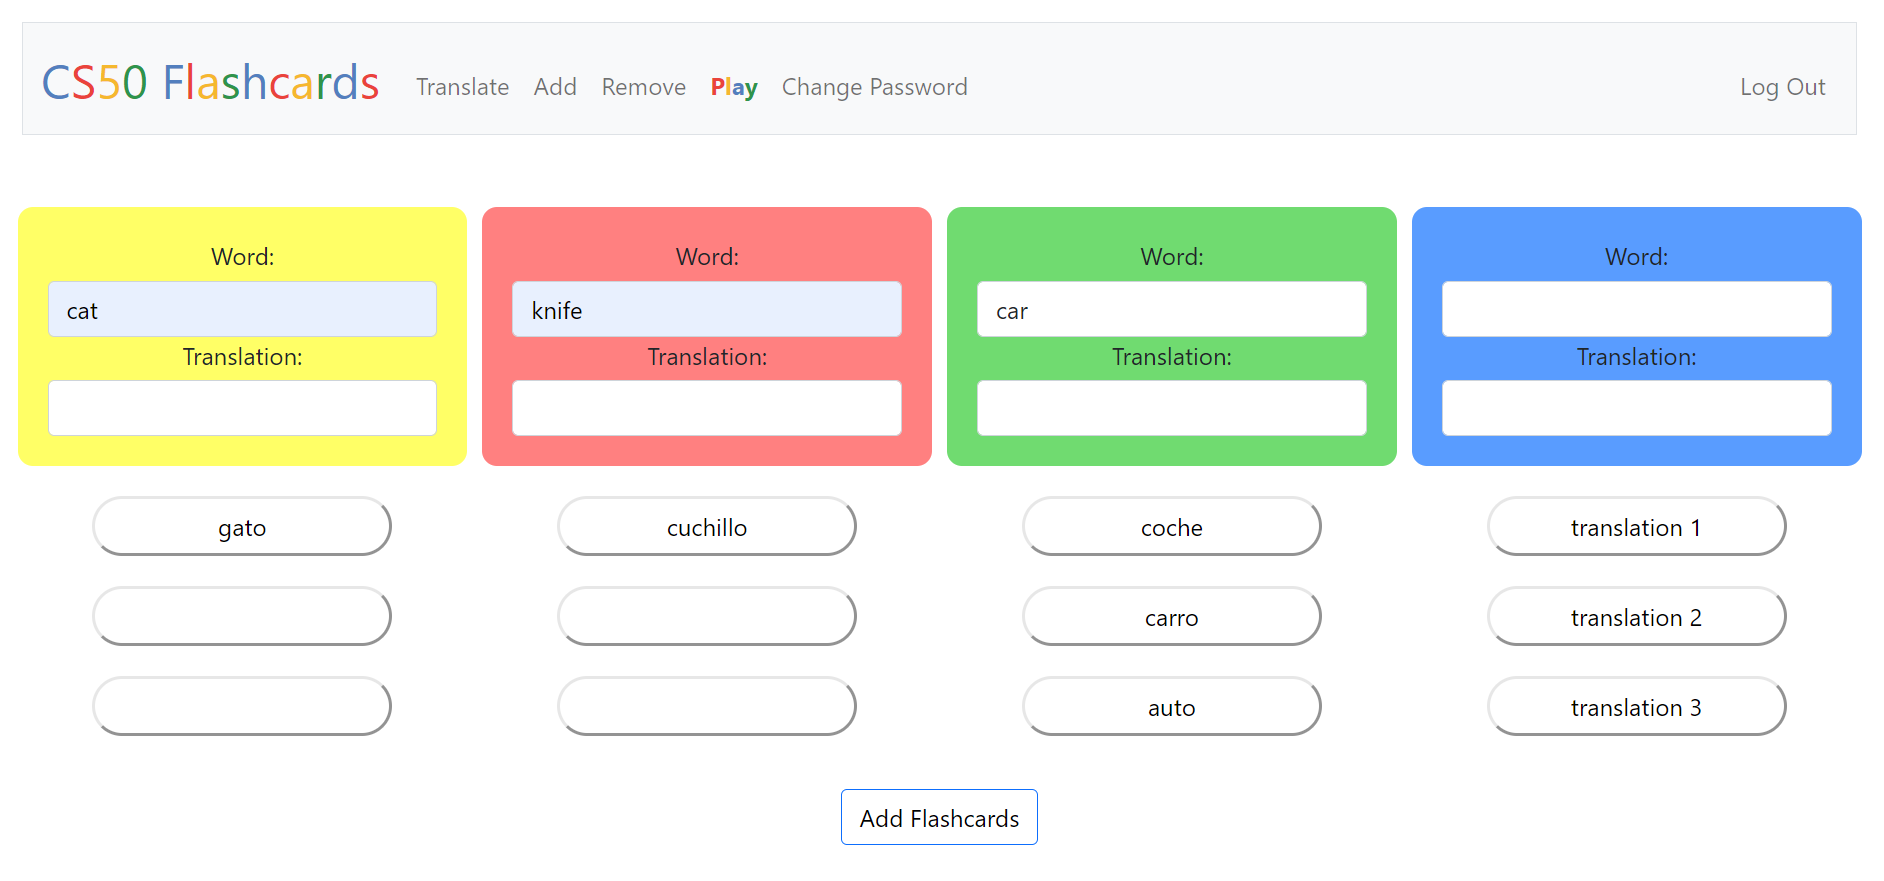 CS50 Flashcards Translate Add Remove Play Change Password Log Out
Word: Word: Word: Word:
cat knife car
Translation: Translation: Translation: Translation:
gato cuchillo coche translation 1
carro translation 2
auto translation 3
Add Flashcards